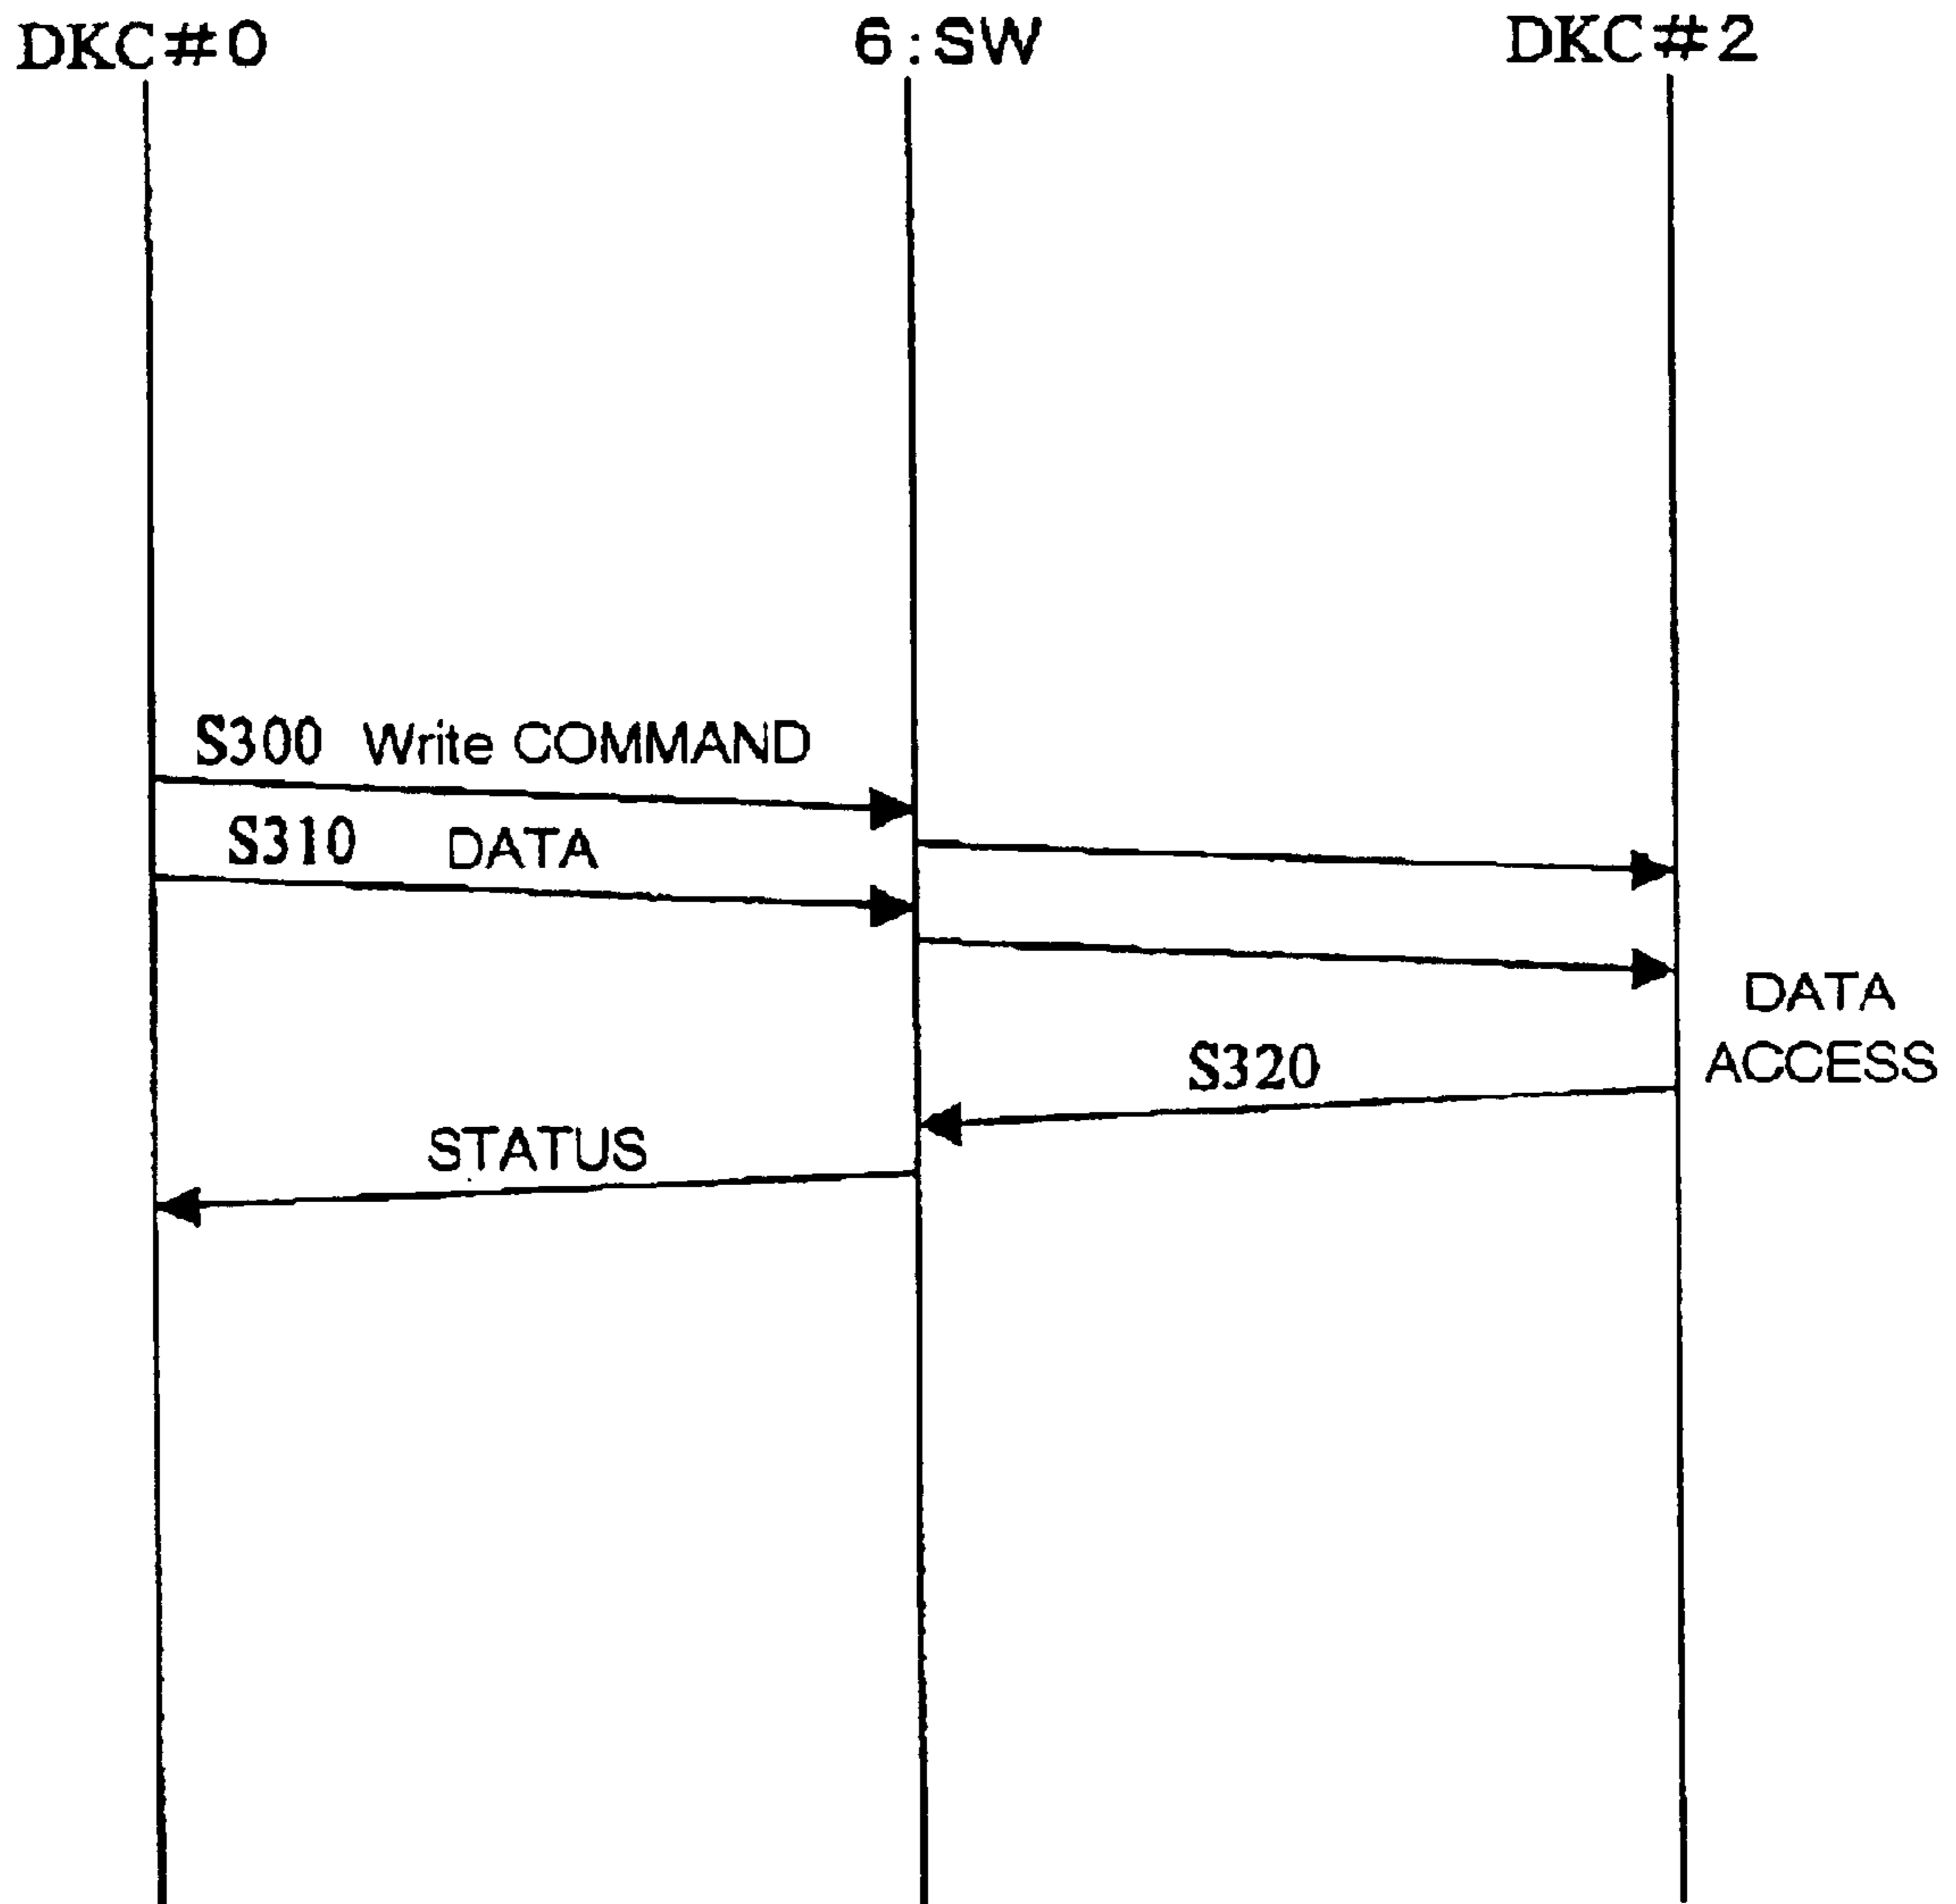 DKC#0
6:SW
DKC#2
S300 Write COMMAND
S310 DATA
DATA
ACCESS
S320
STATUS